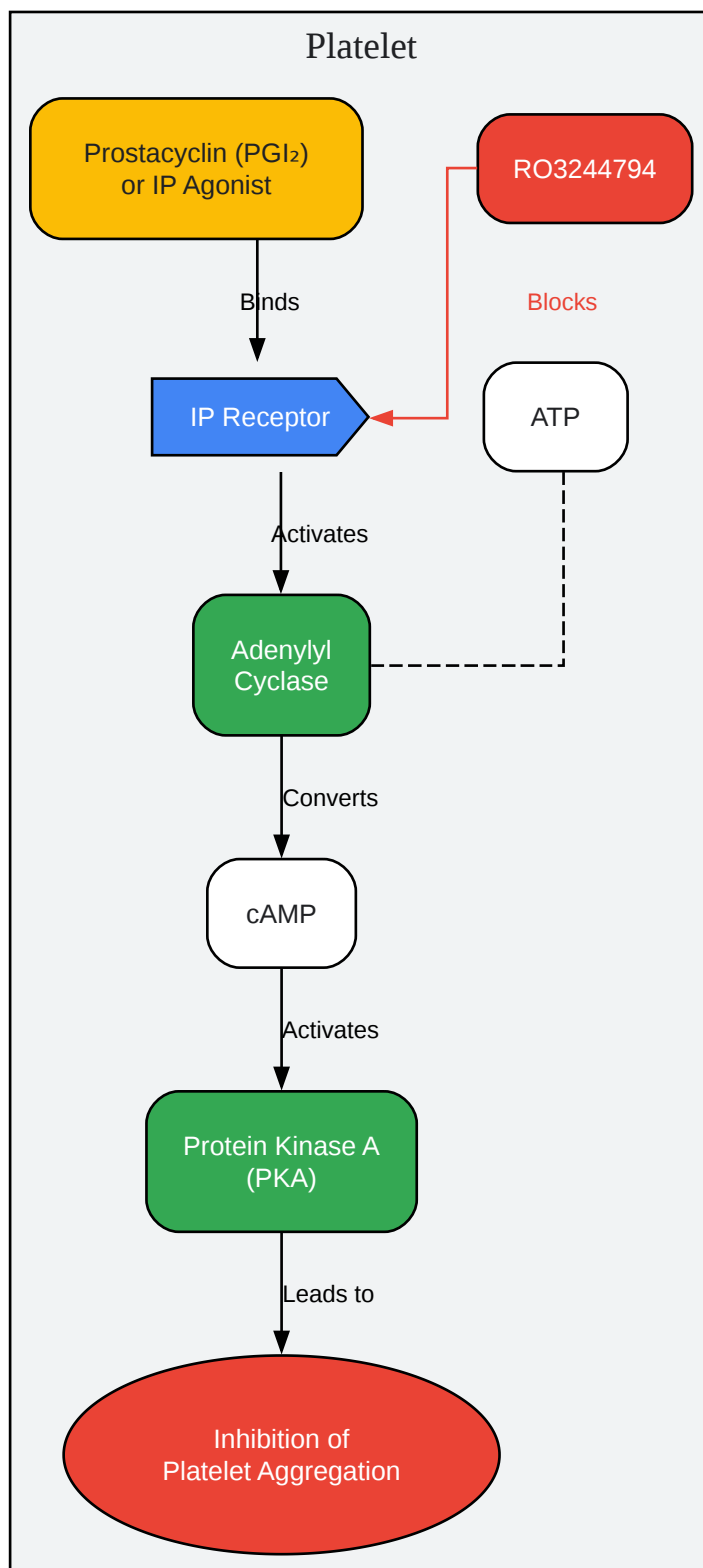 Platelet
Prostacyclin (PGI₂)
or IP Agonist
RO3244794
Binds
Blocks
IP Receptor
ATP
Activates
Adenylyl
Cyclase
Converts
cAMP
Activates
Protein Kinase A
(PKA)
Leads to
Inhibition of
Platelet Aggregation